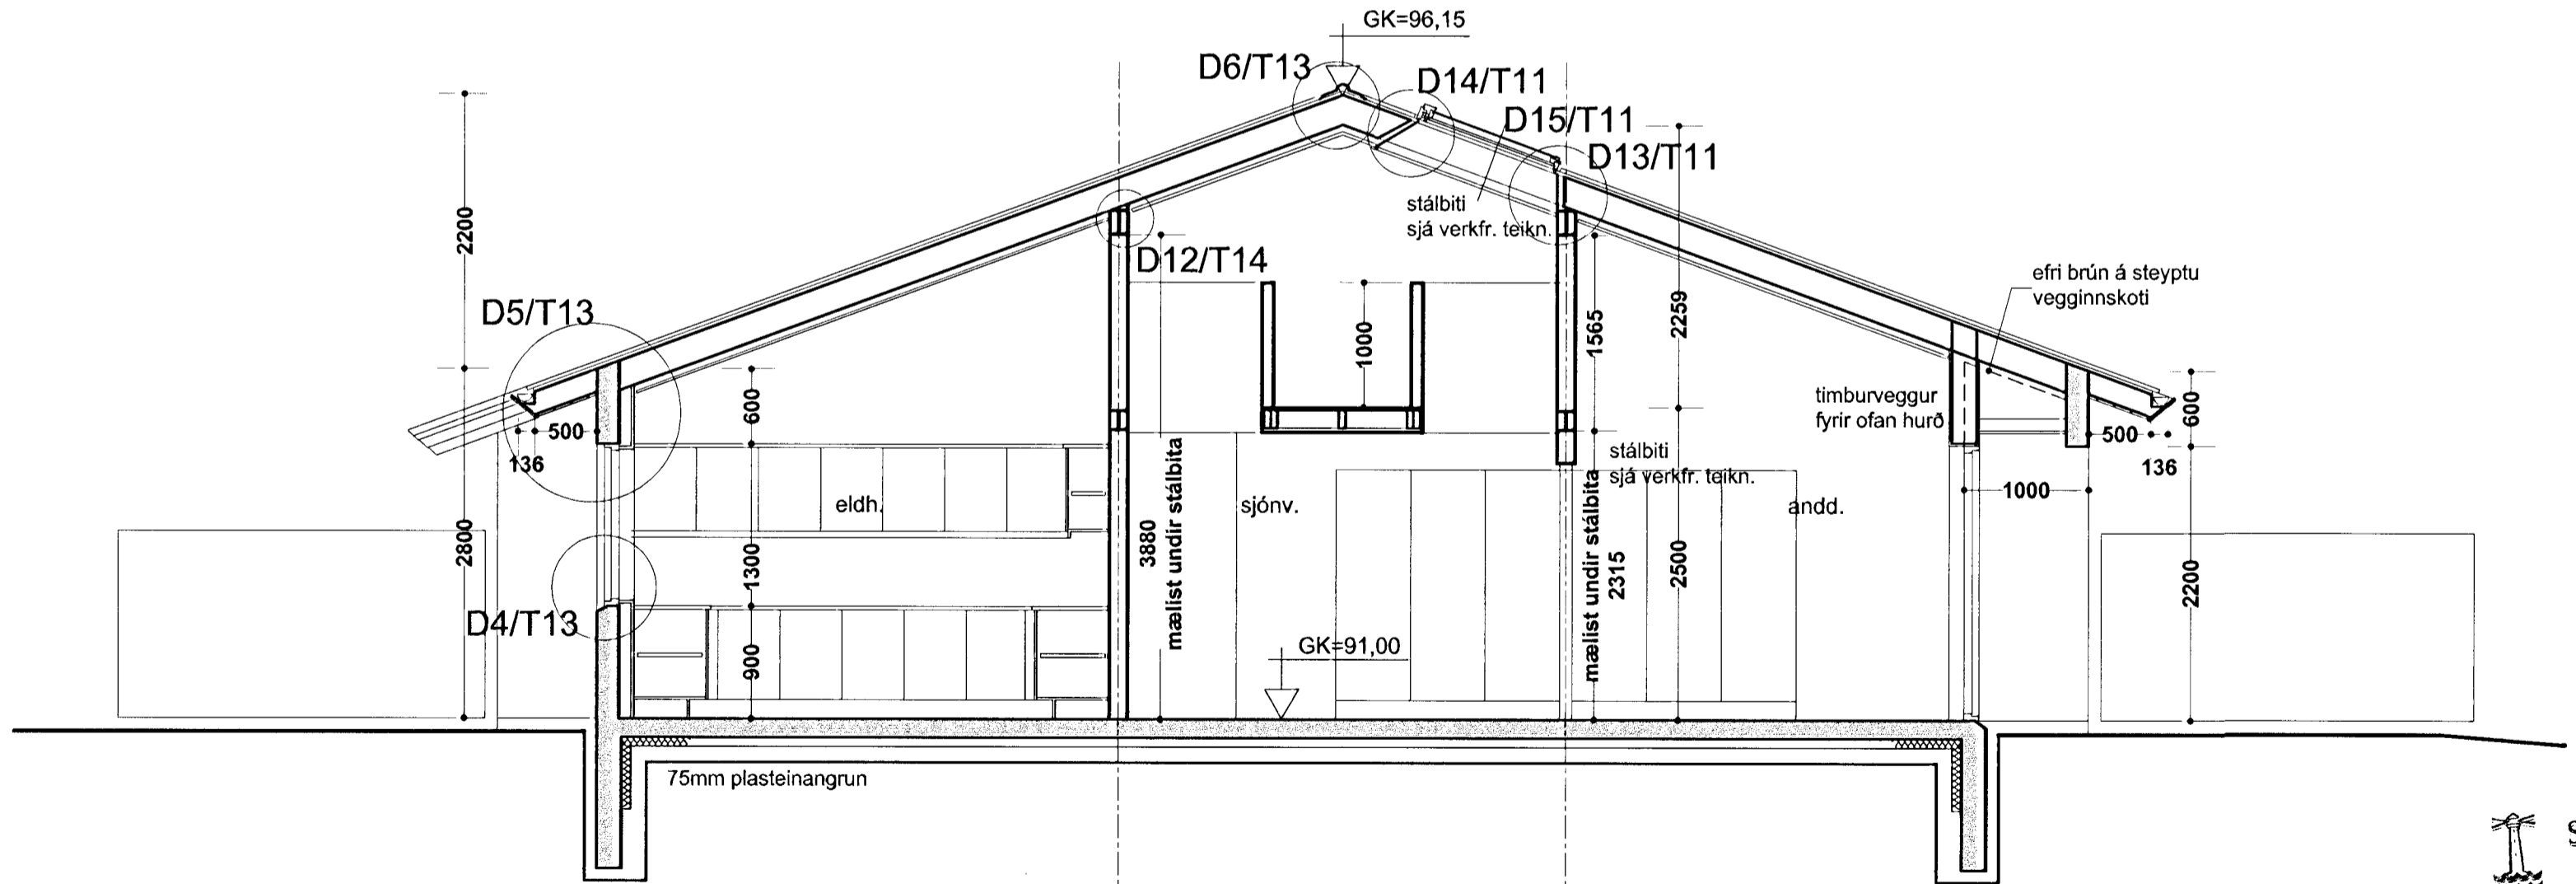 GK=96,15
D6/T13
D14/T11
D15/T11
D13/T11
stálbiti
sjá verkfr. teikn.
2200
D12/T14
efri brún á steyptu
vegginnskoti
D5/T13
1000
1565
2259
600
timburveggur
fyrir ofan hurð
600
500
136
500
136
stálbiti
sjá verkfr. teikn.
eldh.
sjónv.
andd.
1000
2800
1300
3880
mælist undir stálbita
mælist undir stálbita
2315
2500
2200
D4/T13
900
GK=91,00
75mm plasteinangrun
S